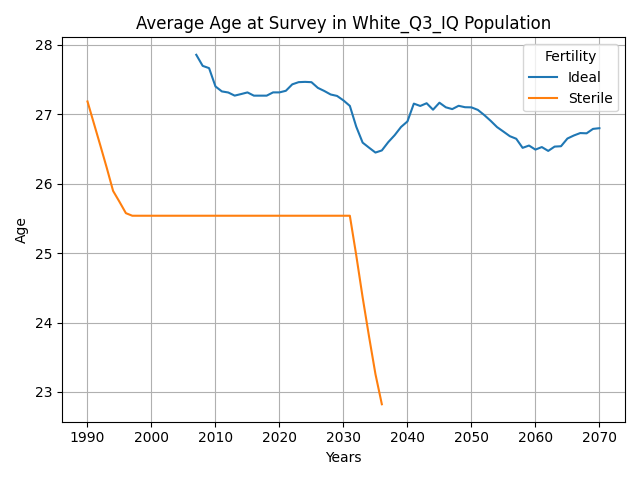 Average Age at Survey in White_Q3_IQ Population
Fertility
Ideal
Sterile
Age
28
27
26
25
24
23
1990 2000 2010 2020 2030 2040 2050 2060 2070
Years